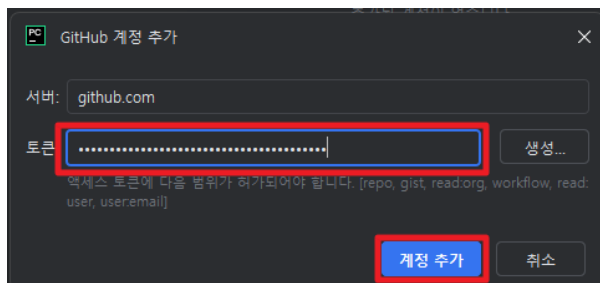 PC
GitHub 계정 추가
서버: github.com
토큰 ••••••••••••••••••••••••••••••••••••••••
생성...
액세스 토큰에 다음 범위가 허가되어야 합니다. [repo, gist, read:org, workflow, read:
user, user:email]
계정 추가 취소